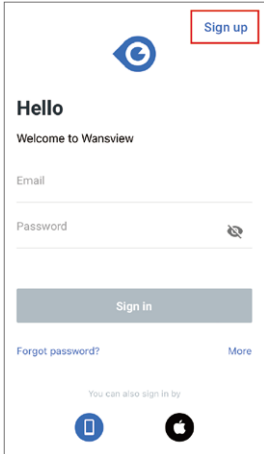 Sign up
Hello
Welcome to Wansview
Email
Password
Sign in
Forgot password? More
You can also sign in by